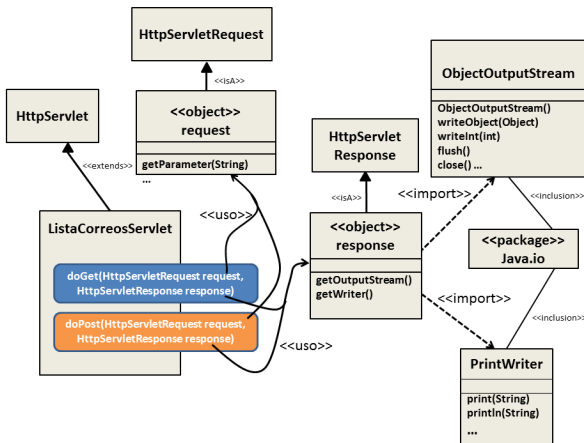 HttpServletRequest
<<isA>>
<<object>>
request
getParameter(String)
...
HttpServlet
<<extends>>
ListaCorreosServlet
doGet(HttpServletRequest request,
HttpServletResponse response)
doPost(HttpServletRequest request,
HttpServletResponse response)
<<uso>>
<<uso>>
HttpServlet
Response
<<isA>>
<<object>>
response
getOutputStream()
getWriter()
<<import>>
<<import>>
ObjectOutputStream
ObjectOutputStream()
writeObject(Object)
writeInt(int)
flush()
close() ...
<<inclusion>>
<<package>>
Java.io
<<inclusion>>
PrintWriter
print(String)
println(String)
...